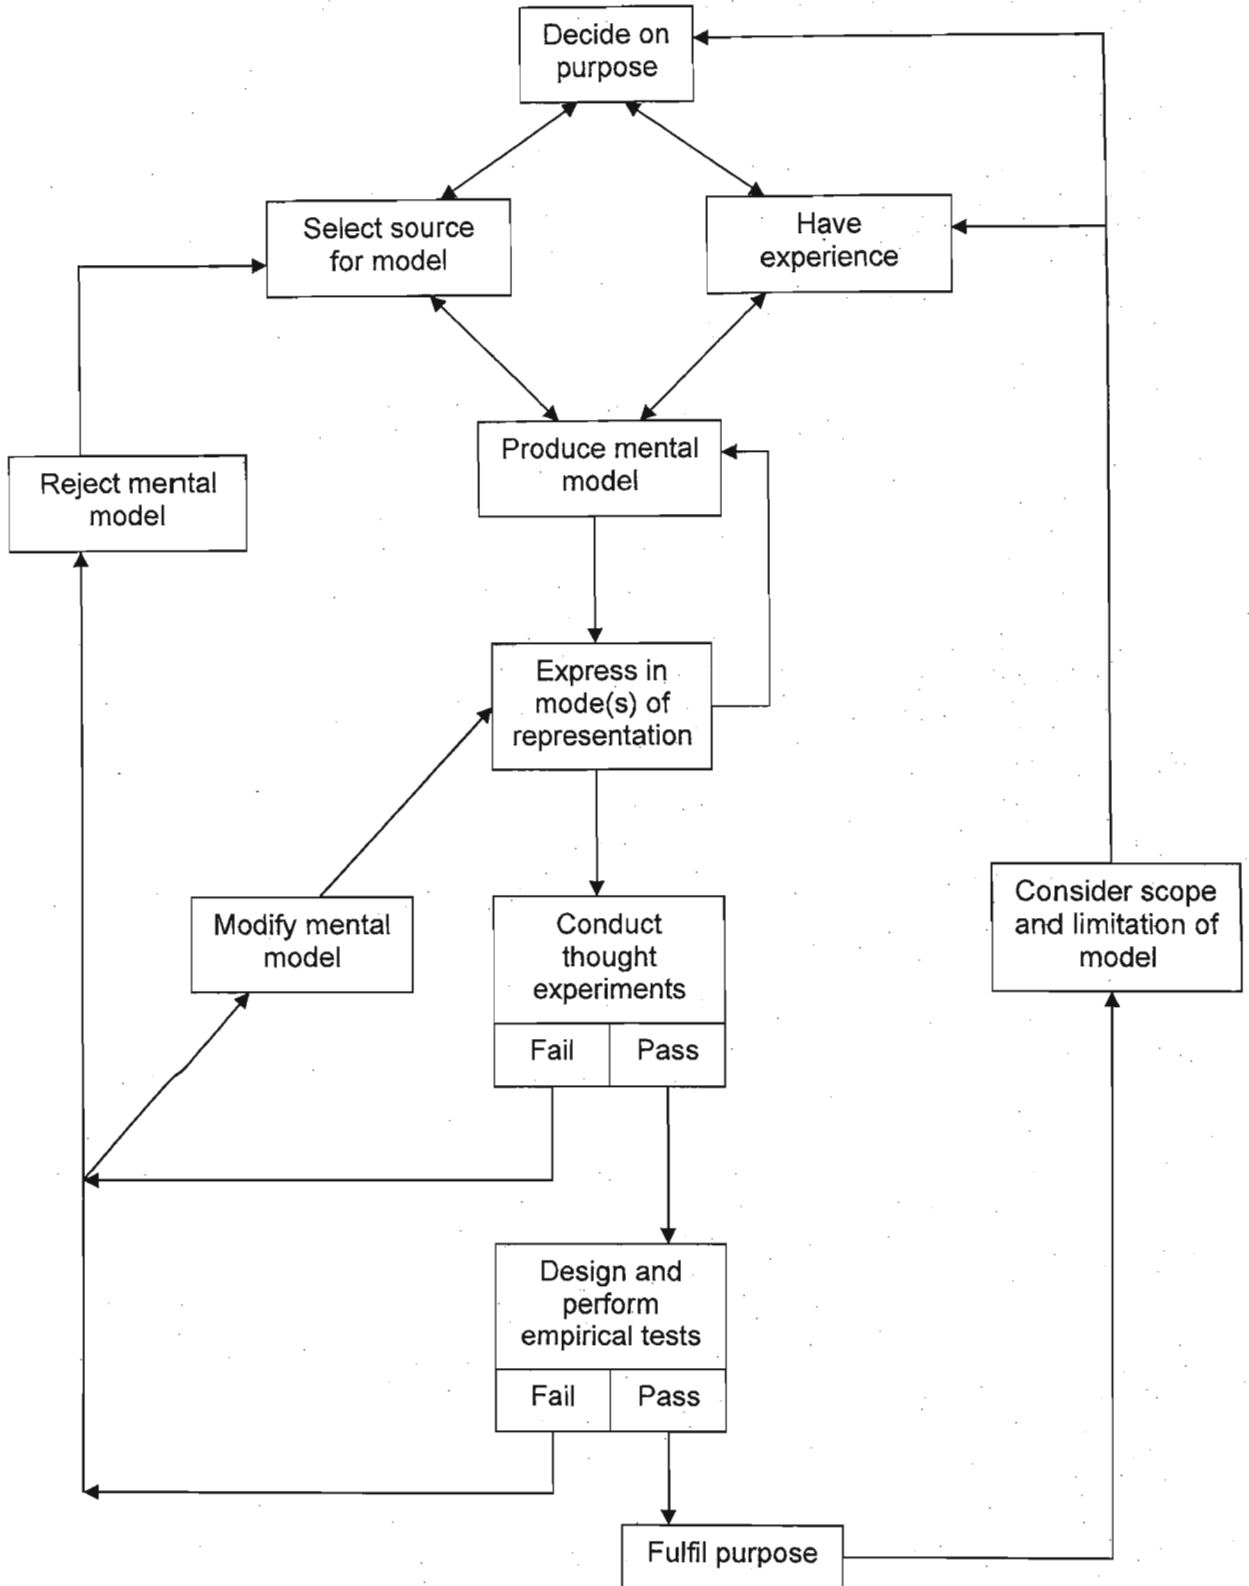 Decide on
purpose
Select source
for model
Have
experience
Produce mental
model
Reject mental
model
Express in
mode(s) of
representation
Modify mental
model
Conduct
thought
experiments
Fail
Pass
Consider scope
and limitation of
model
Design and
perform
empirical tests
Fail
Pass
Fulfil purpose